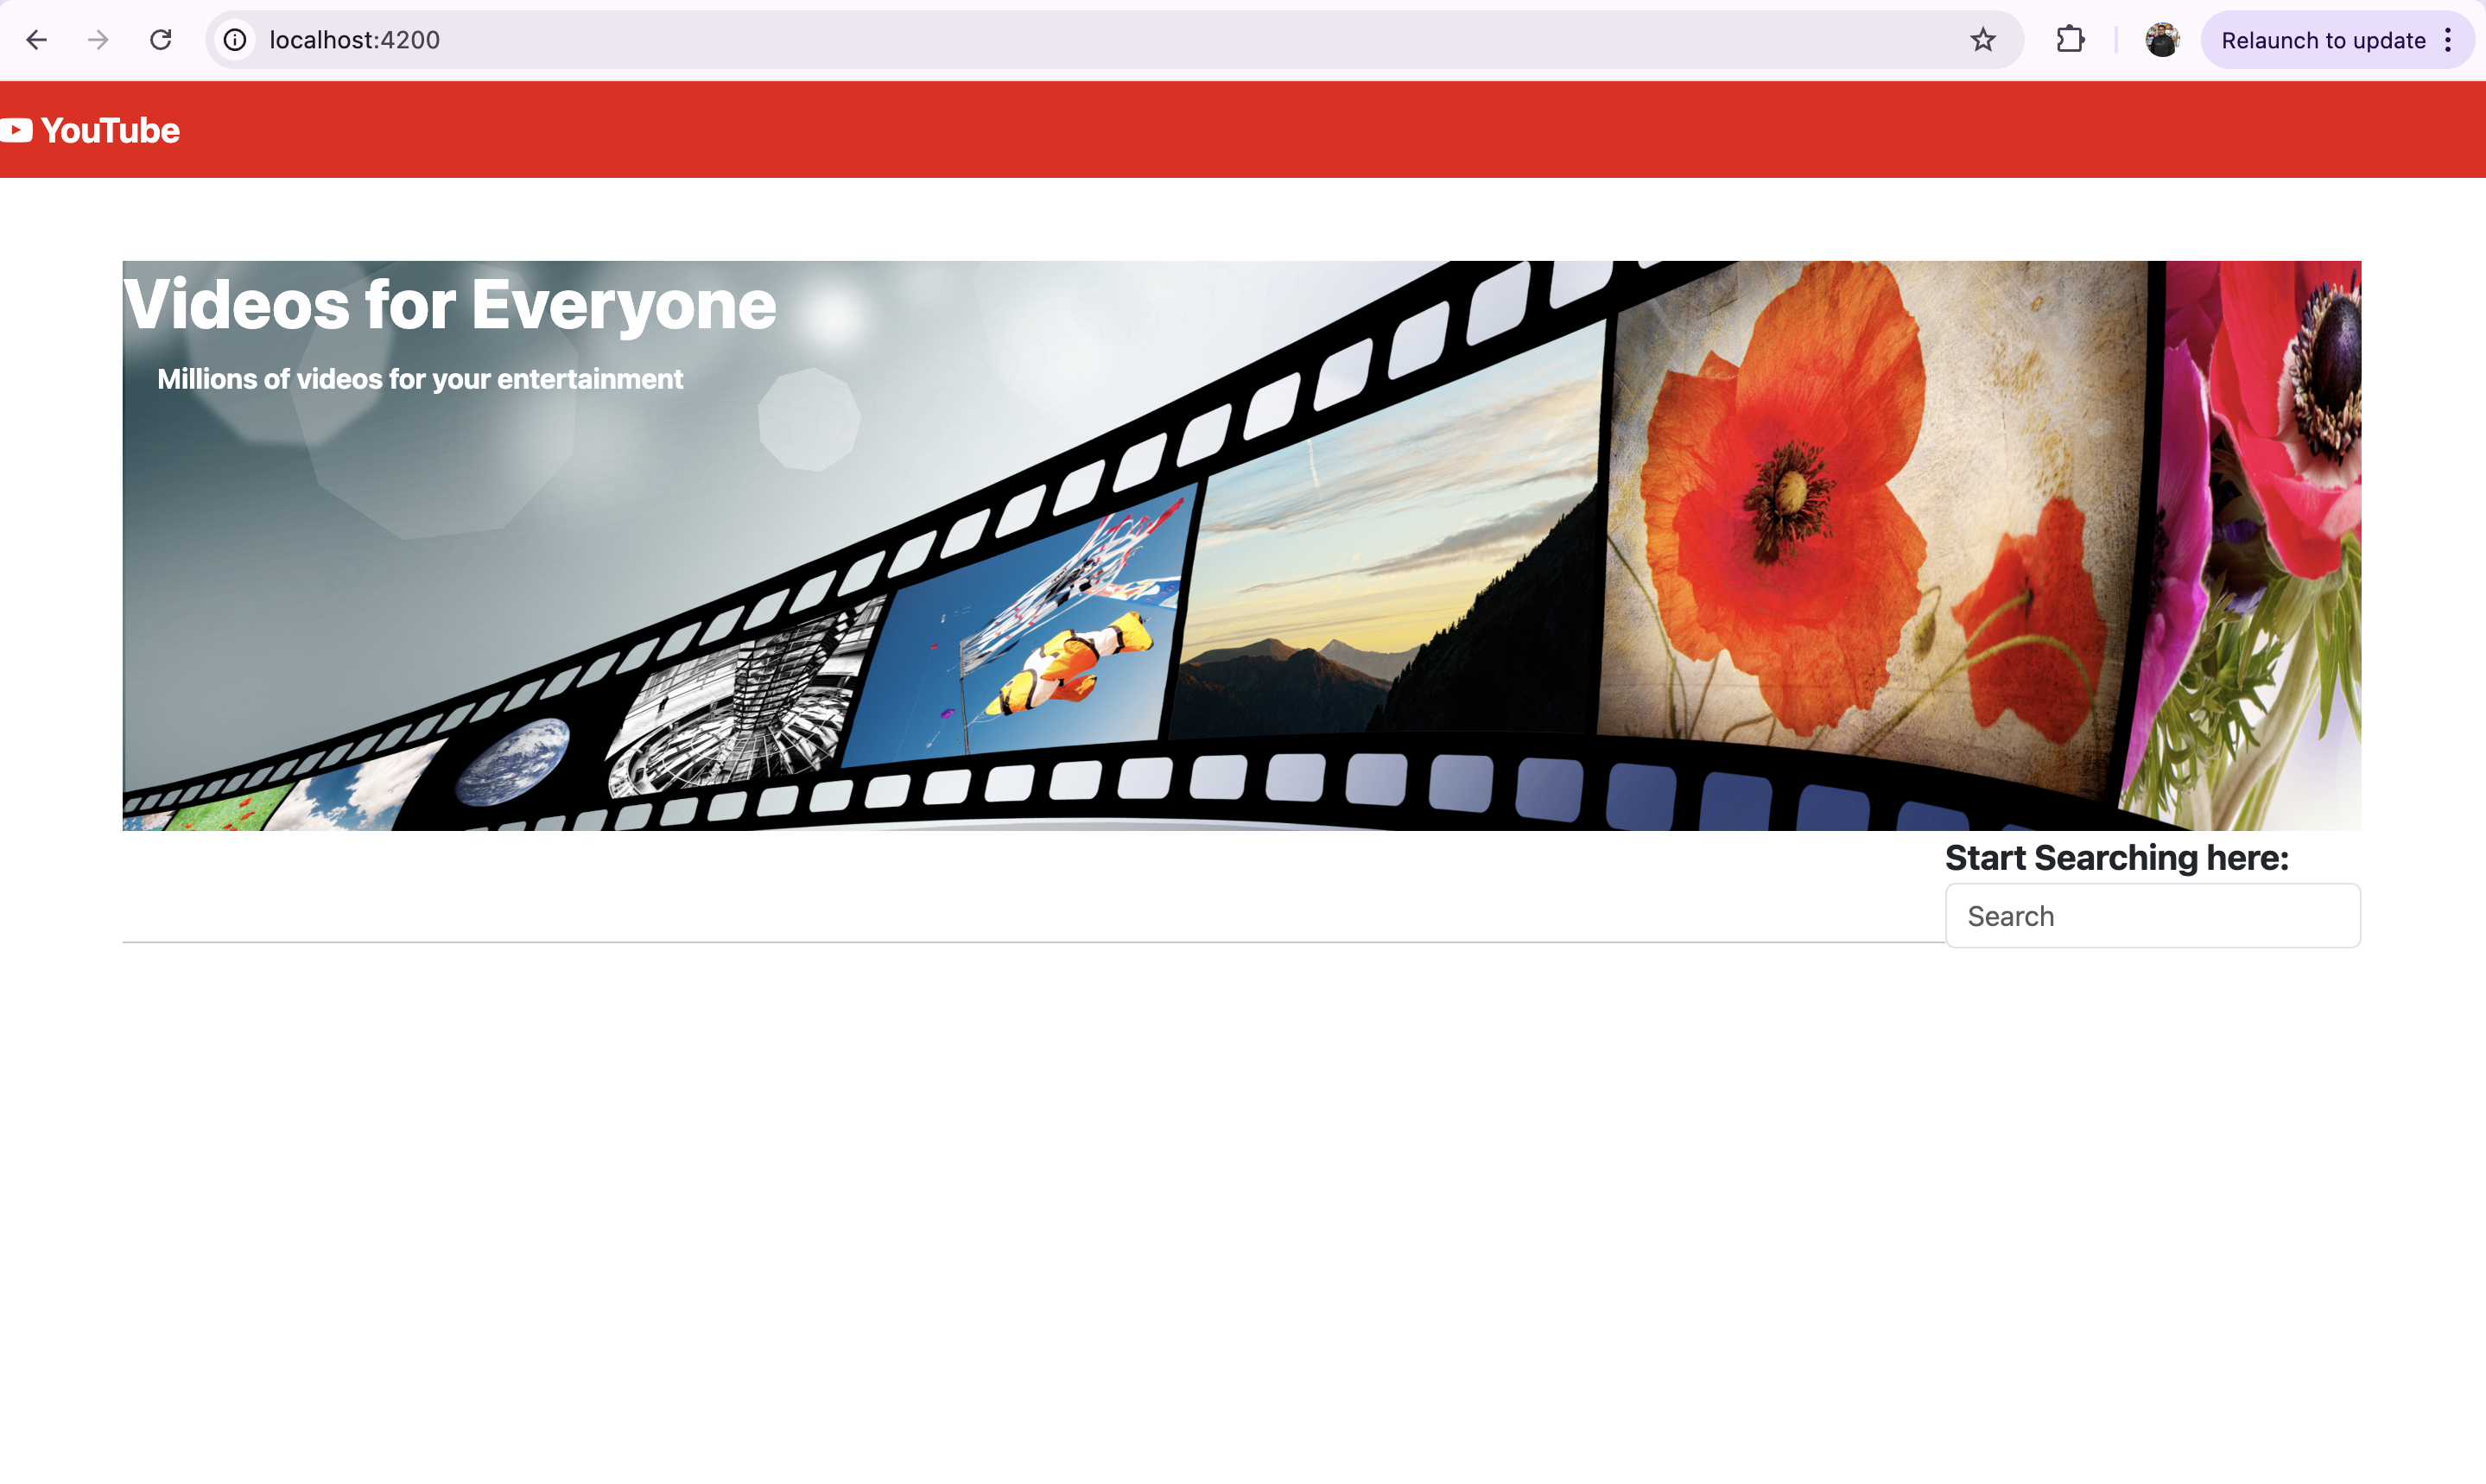 localhost:4200
Relaunch to update
YouTube
Videos for Everyone
Millions of videos for your entertainment
Start Searching here:
Search